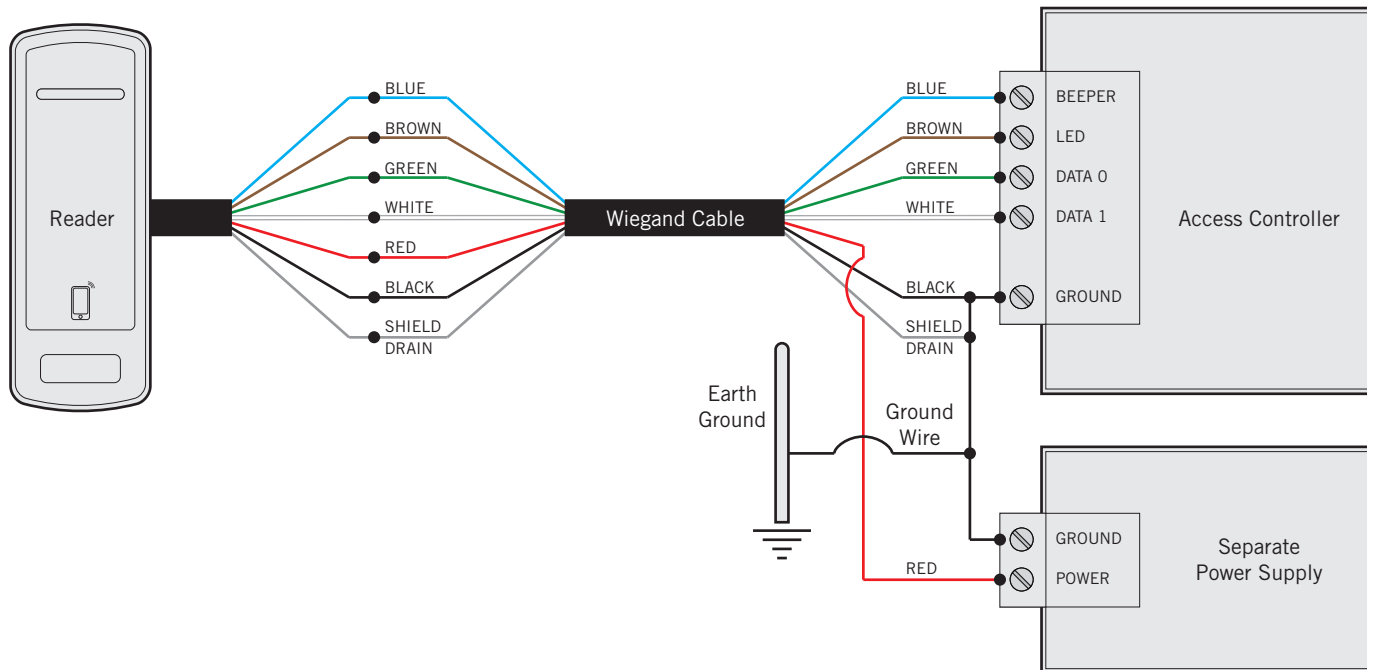 Reader
BLUE
BROWN
GREEN
WHITE
RED
BLACK
SHIELD
DRAIN
Wiegand Cable
BLUE
BROWN
GREEN
WHITE
BLACK
SHIELD
DRAIN
BEEPER
LED
DATA 0
DATA 1
GROUND
Access Controller
Earth
Ground
Ground
Wire
RED
GROUND
POWER
Separate
Power Supply